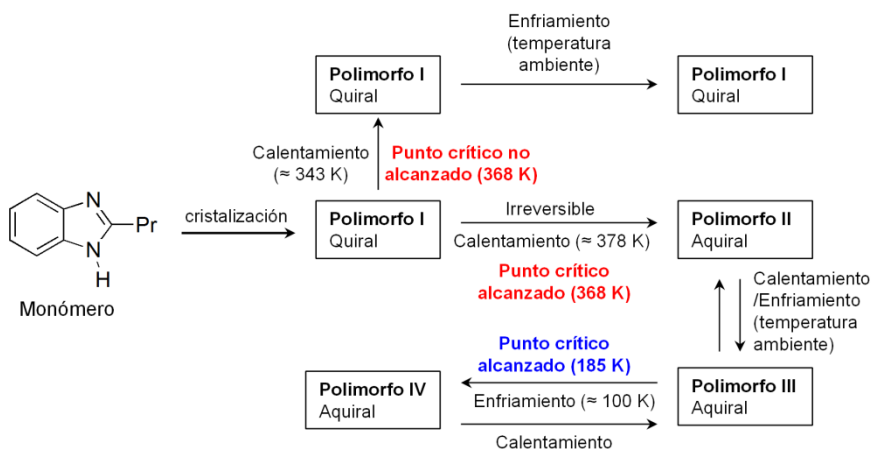 Enfriamiento
(temperatura
ambiente)
Polimorfo I
Quiral
Polimorfo I
Quiral
Calentamiento
(≈ 343 K)
Punto crítico no
alcanzado (368 K)
N
Pr
N
H
Monómero
cristalización
Polimorfo I
Quiral
Irreversible
Calentamiento (≈ 378 K)
Polimorfo II
Aquiral
Punto crítico
alcanzado (368 K)
Calentamiento
/Enfriamiento
(temperatura
ambiente)
Punto crítico
alcanzado (185 K)
Polimorfo IV
Aquiral
Enfriamiento (≈ 100 K)
Calentamiento
Polimorfo III
Aquiral